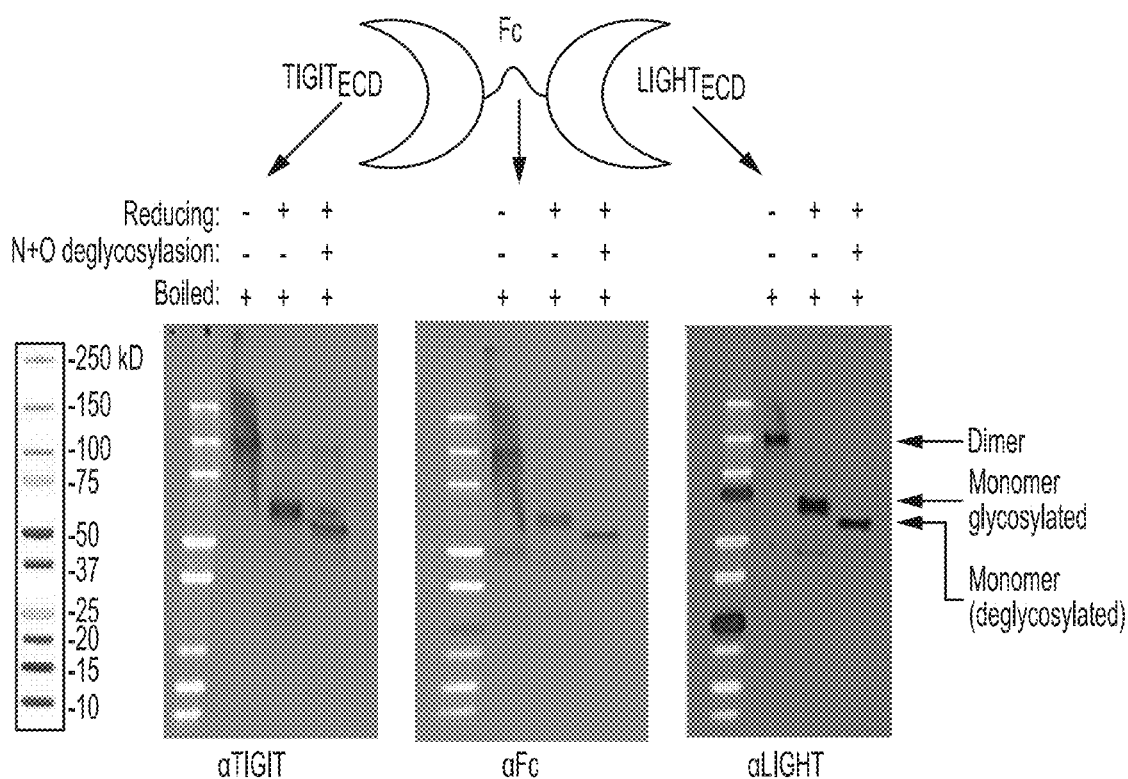 Fc
TIGITECD
LIGHTECD
Reducing: - + + - + + - + +
N+O deglycosylasion: - - + - - + - - +
Boiled: + + + + + + + + +
-250 kD
-150
-100
-75
-50
-37
-25
-20
-15
-10
Dimer
Monomer
glycosylated
Monomer
(deglycosylated)
αTIGIT
αFc
αLIGHT